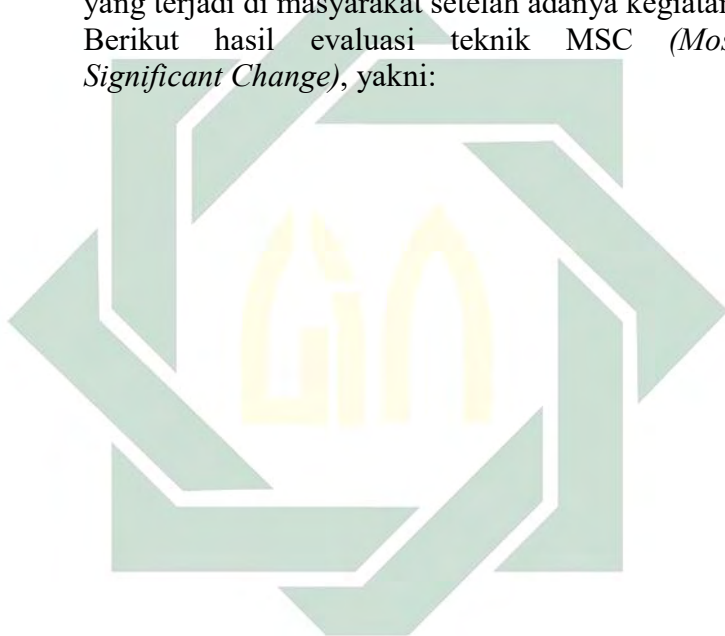 yang terjadi di masyarakat setelah adanya kegiatan
Berikut hasil evaluasi teknik MSC (Mos
Significant Change), yakni: